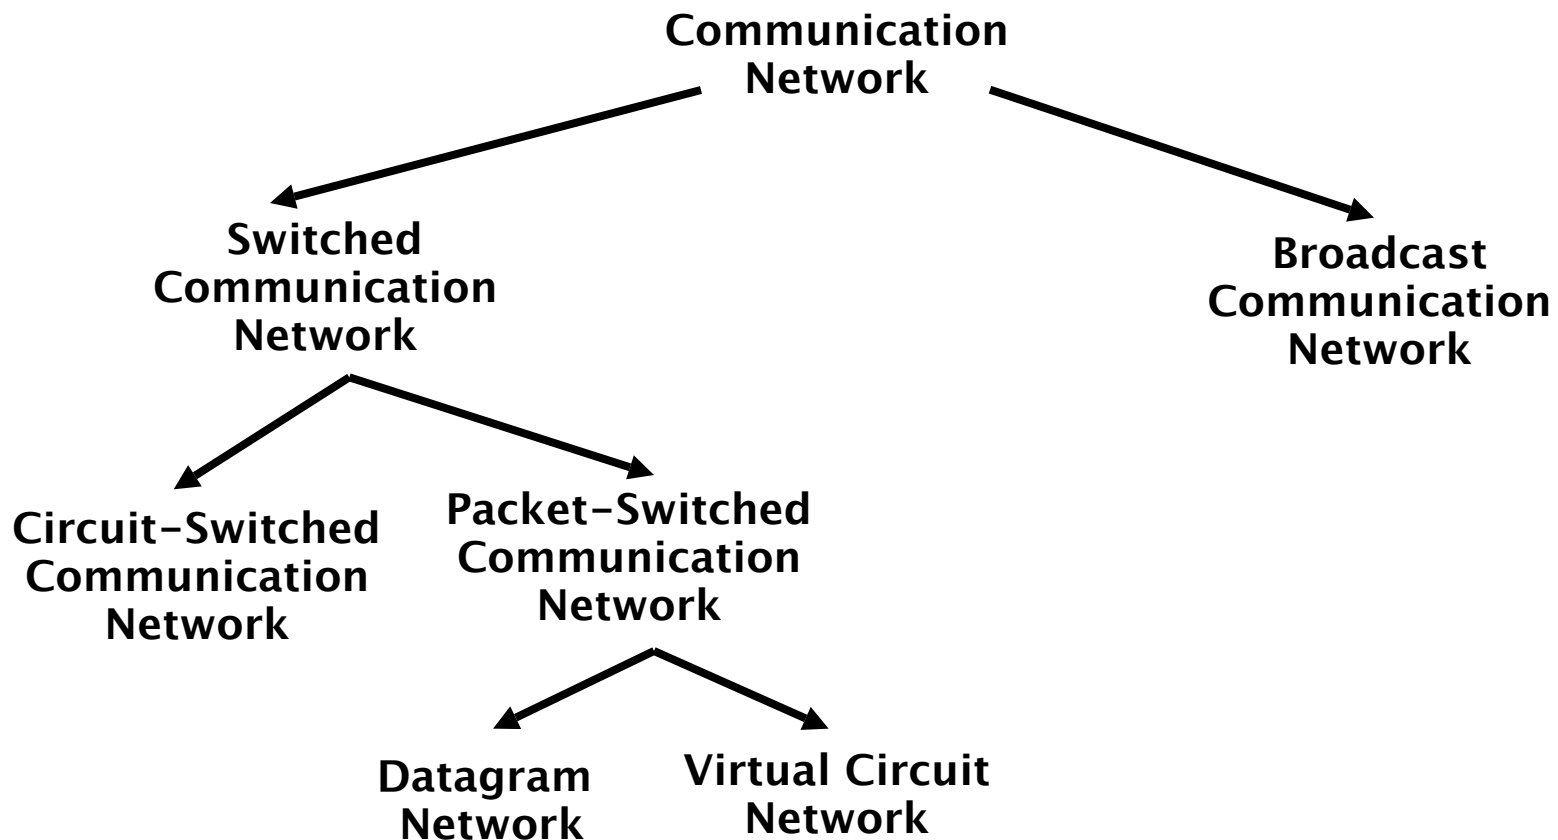 Communication
Network
Switched
Communication
Network
Broadcast
Communication
Network
Circuit-Switched
Communication
Network
Packet-Switched
Communication
Network
Datagram
Network
Virtual Circuit
Network